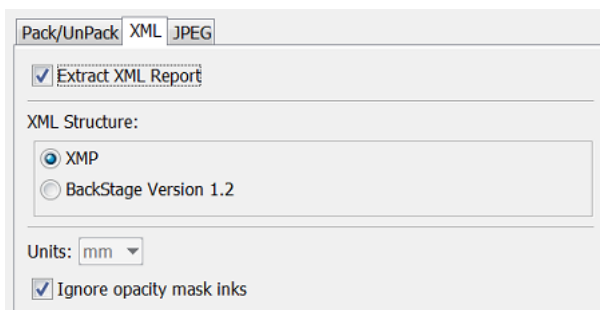 Pack/UnPack XML JPEG
Extract XML Report
XML Structure:
XMP
BackStage Version 1.2
Units: mm
Ignore opacity mask inks